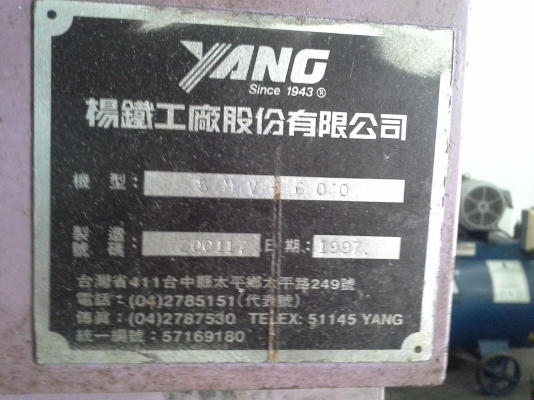 YANG
Since 1943 ®
楊鐵工廠股份有限公司
機型: SMV-600
製造號碼: 日期: 1997.
台灣省411台中縣太平鄉太平路249號
電話:(04)2785151(代表號)
傳眞:(04)2787530 TELEX: 51145 YANG
統一編號:57169180